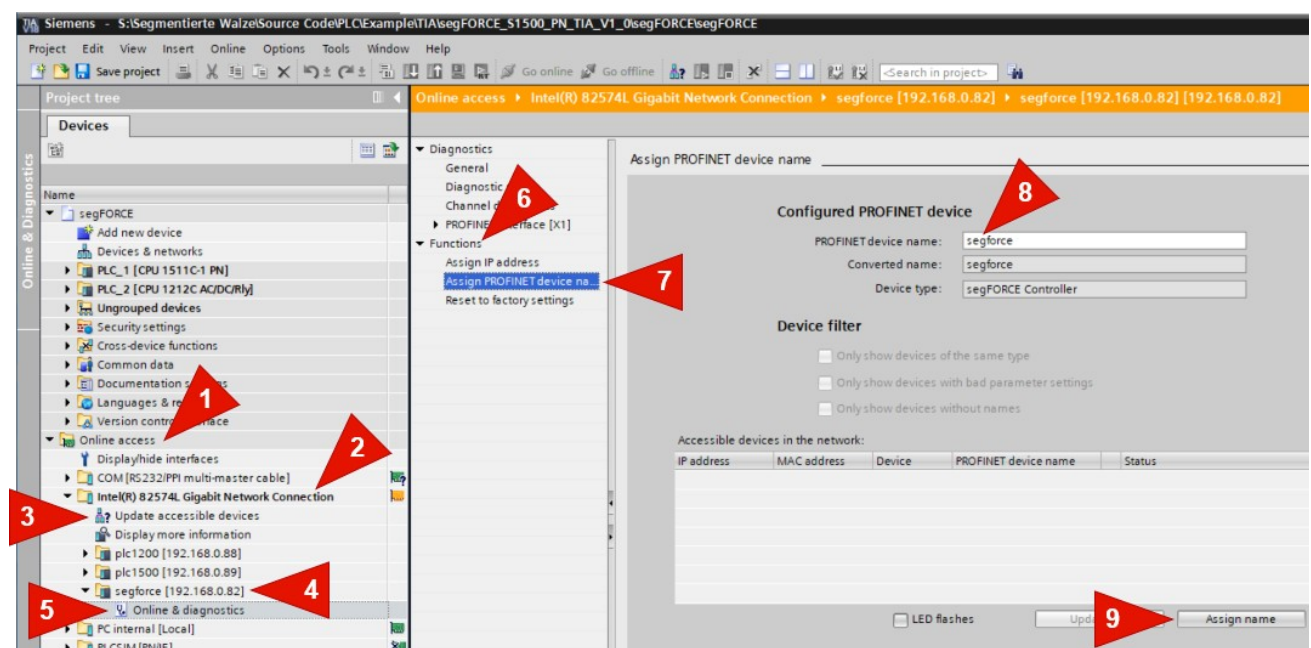 Siemens - S:\Segmentierte Walze\Source Code\PLC\Example\TIA\segFORCE_S1500_PN_TIA_V1_0\segFORCE\segFORCE
Project Edit View Insert Online Options Tools Window Help
Save project Go online Go offline <Search in project>
Project tree
Online access Intel(R) 82574L Gigabit Network Connection segforce [192.168.0.82] segforce [192.168.0.82] [192.168.0.82]
Devices
Online & Diagnostics
Name
segFORCE
Add new device
Devices & networks
PLC_1 [CPU 1511C-1 PN]
PLC_2 [CPU 1212C AC/DC/Rly]
Ungrouped devices
Security settings
Cross-device functions
Common data
Documentation
Languages &
Version
1
Online access
Display/hide interfaces
2
COM [RS232/PPI multi-master cable]
Intel(R) 82574L Gigabit Network Connection
3
Update accessible devices
Display more information
plc1200 [192.168.0.88]
plc1500 [192.168.0.89]
segforce [192.168.0.82]
4
5
Online & diagnostics
PC internal [Local]
PLCSIM [PN/IE]
Diagnostics
General
Diagnostic
Channel
6
PROFINET [X1]
Functions
Assign IP address
Assign PROFINET device na...
7
Reset to factory settings
Assign PROFINET device name
Configured PROFINET device
8
PROFINET device name: segforce
Converted name: segforce
Device type: segFORCE Controller
Device filter
Only show devices of the same type
Only show devices with bad parameter settings
Only show devices without names
Accessible devices in the network:
IP address MAC address Device PROFINET device name Status
LED flashes
9
Assign name